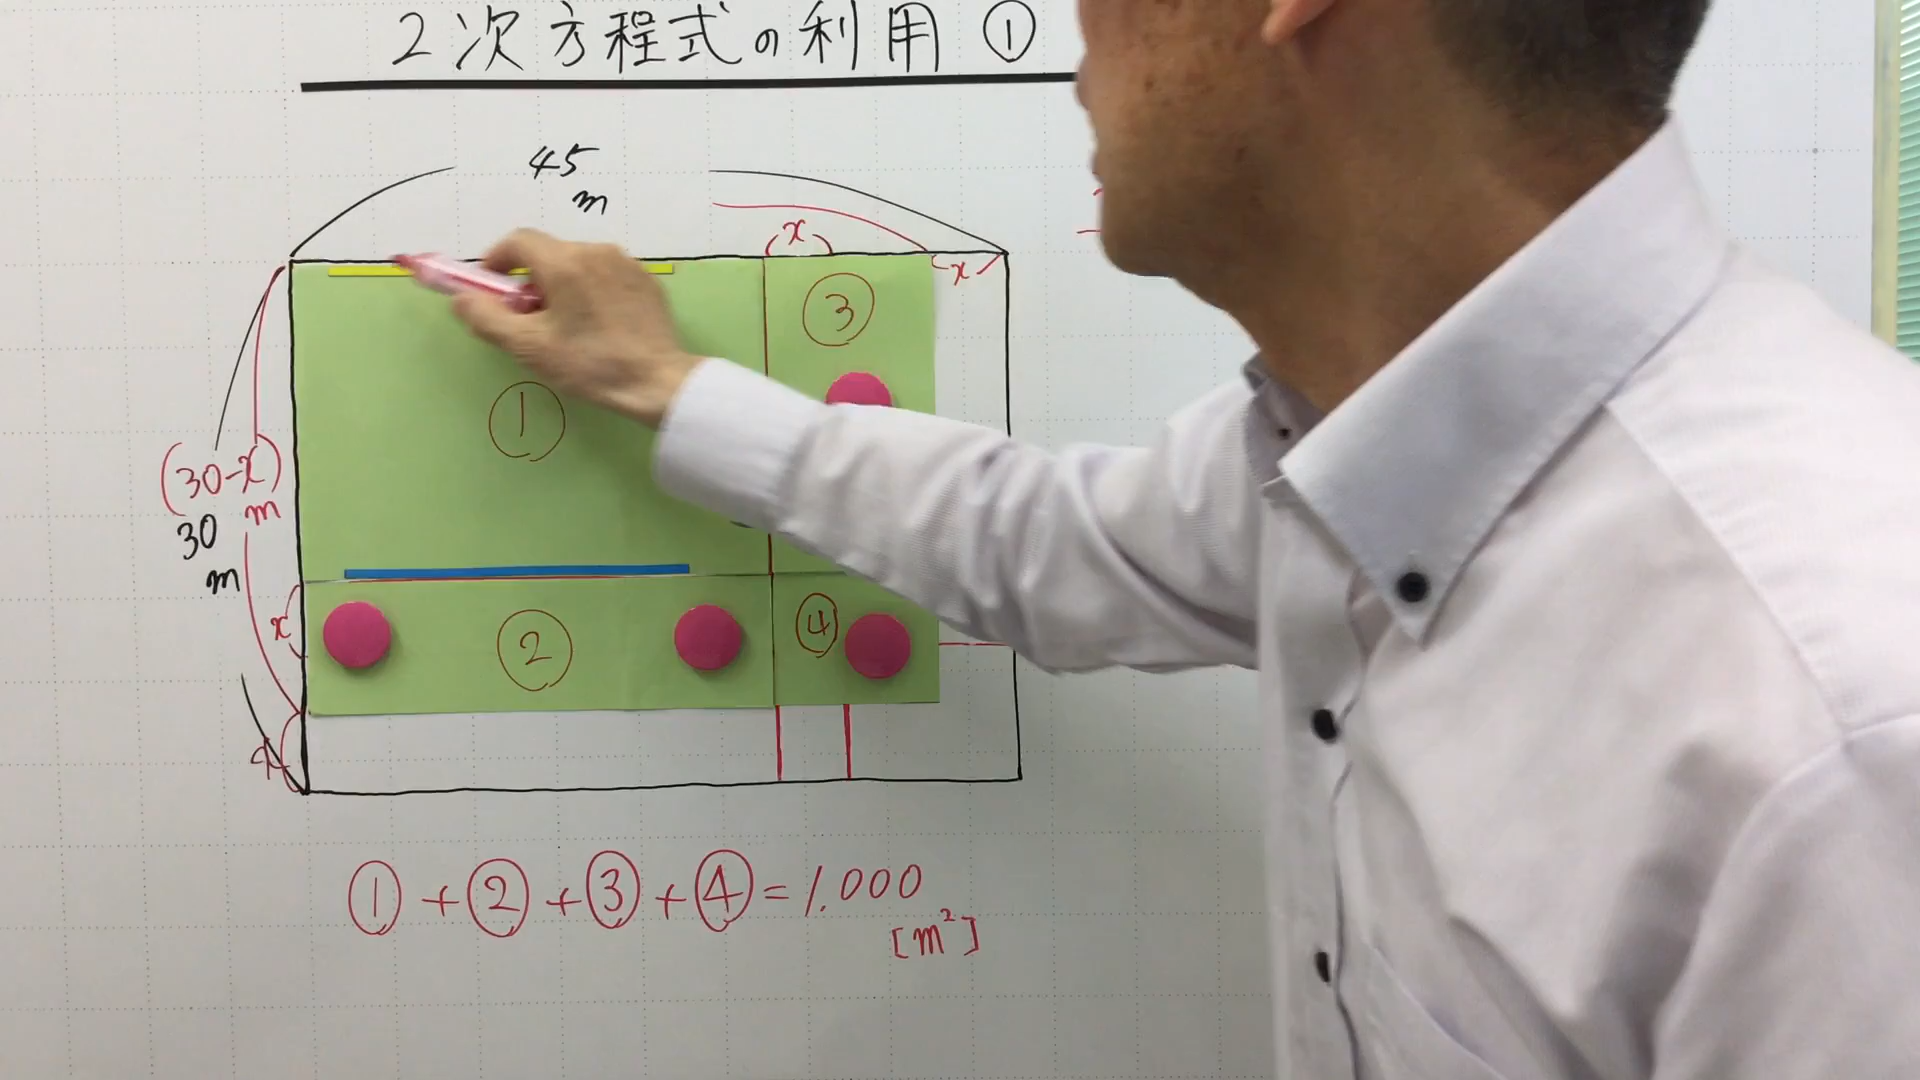 2次方程式の利用 ①
45
m
x
x
③
①
(30-x)
m
30
m
x
②
④
x
① + ② + ③ + ④ = 1.000
[m²]